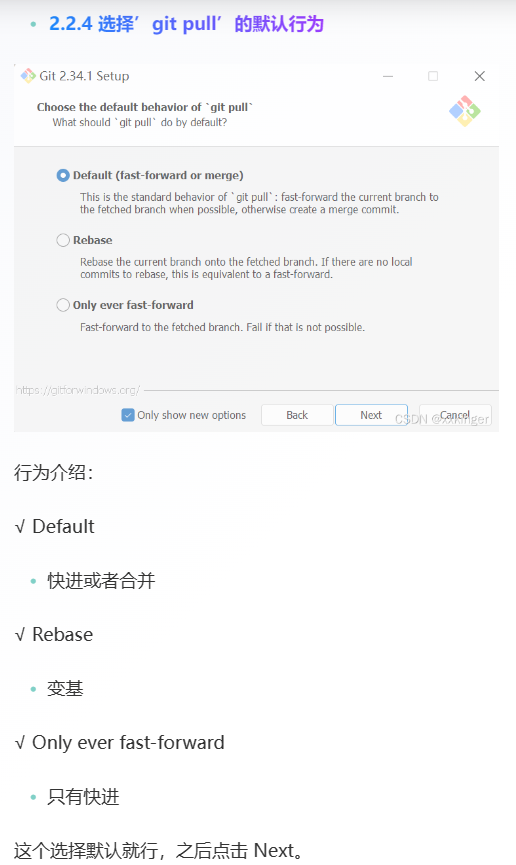 2.2.4 选择’git pull’的默认行为
Git 2.34.1 Setup
Choose the default behavior of `git pull`
What should `git pull` do by default?
Default (fast-forward or merge)
This is the standard behavior of `git pull`: fast-forward the current branch to
the fetched branch when possible, otherwise create a merge commit.
Rebase
Rebase the current branch onto the fetched branch. If there are no local
commits to rebase, this is equivalent to a fast-forward.
Only ever fast-forward
Fast-forward to the fetched branch. Fail if that is not possible.
https://gitforwindows.org/
Only show new options Back Next Cancel
CSDN @xxkinger
行为介绍：
√ Default
快进或者合并
√ Rebase
变基
√ Only ever fast-forward
只有快进
这个选择默认就行，之后点击 Next。